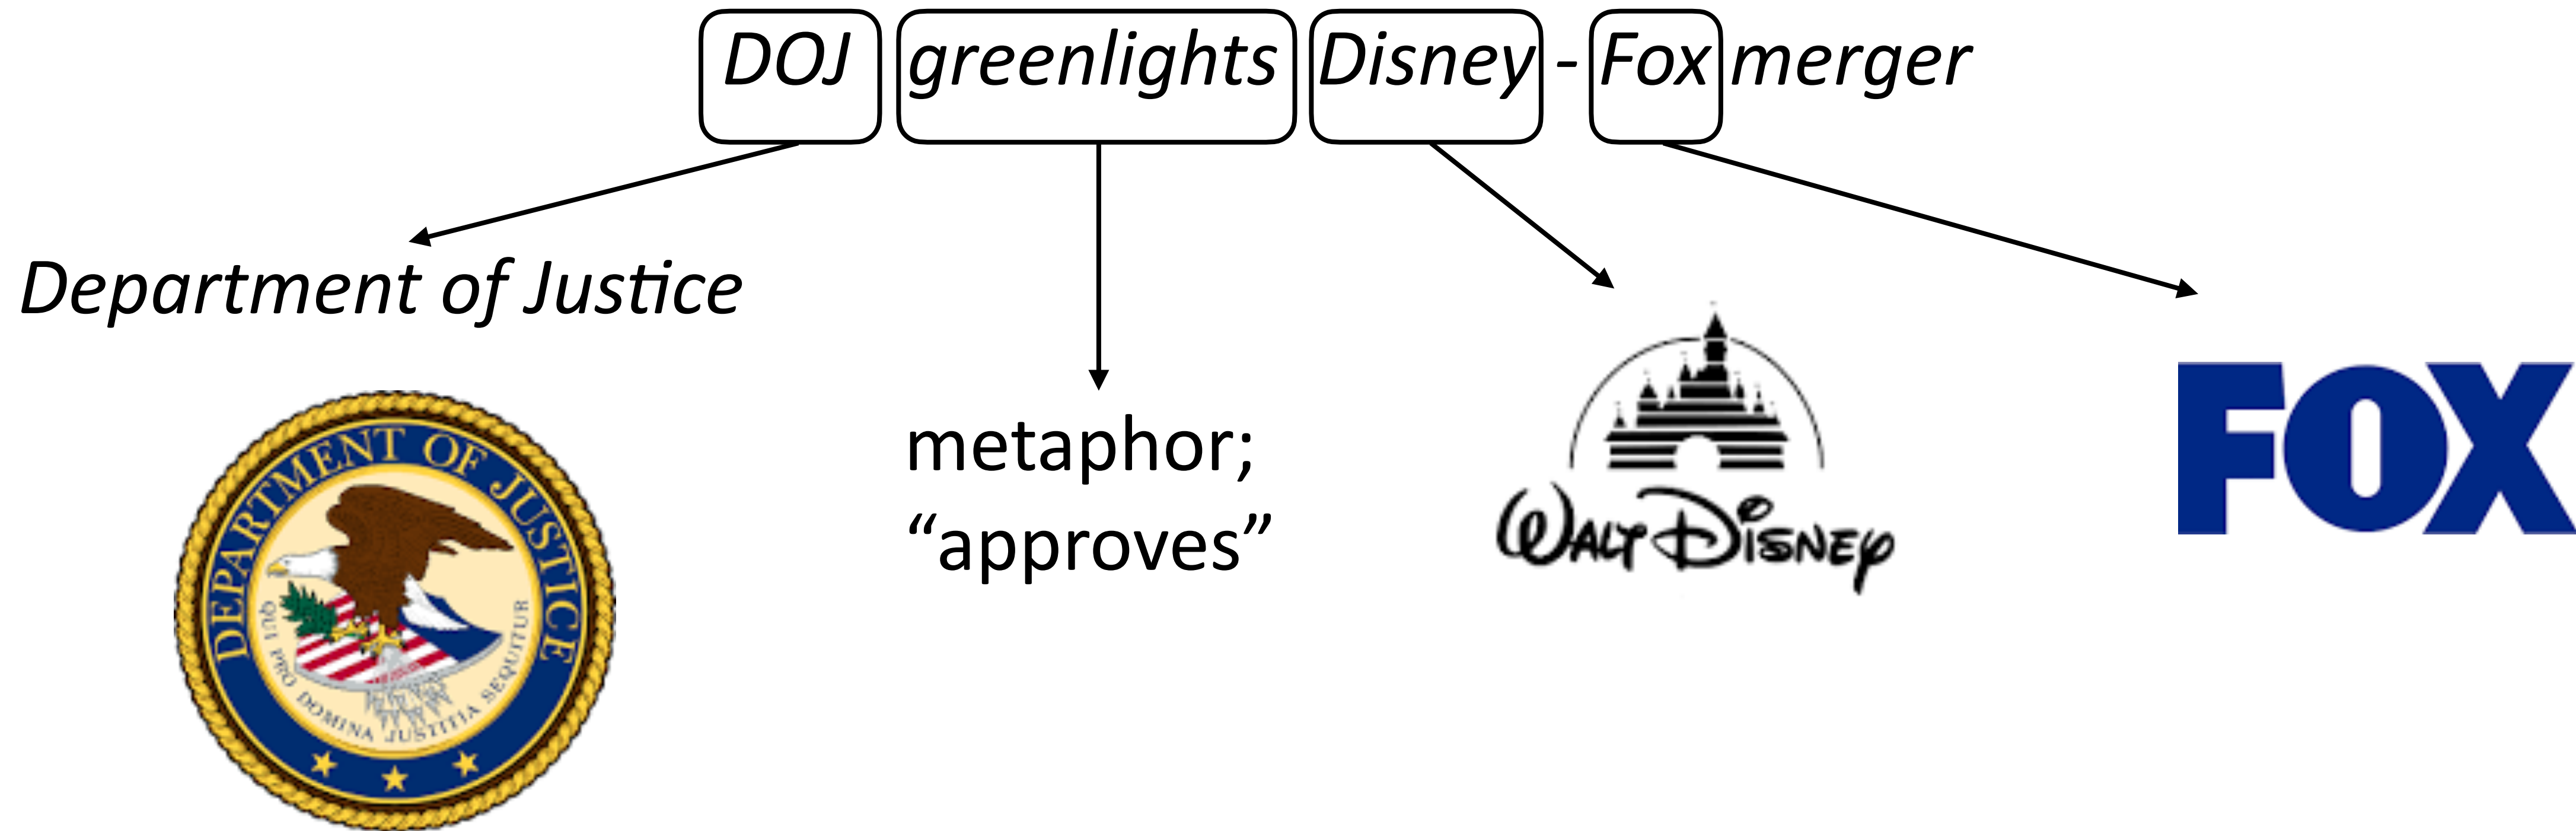 DOJ greenlights Disney - Fox merger
Department of Justice
metaphor;
“approves”
DEPARTMENT OF JUSTICE
QUI PRO DOMINA JUSTITIA SEQUITUR
WALT DISNEY
FOX